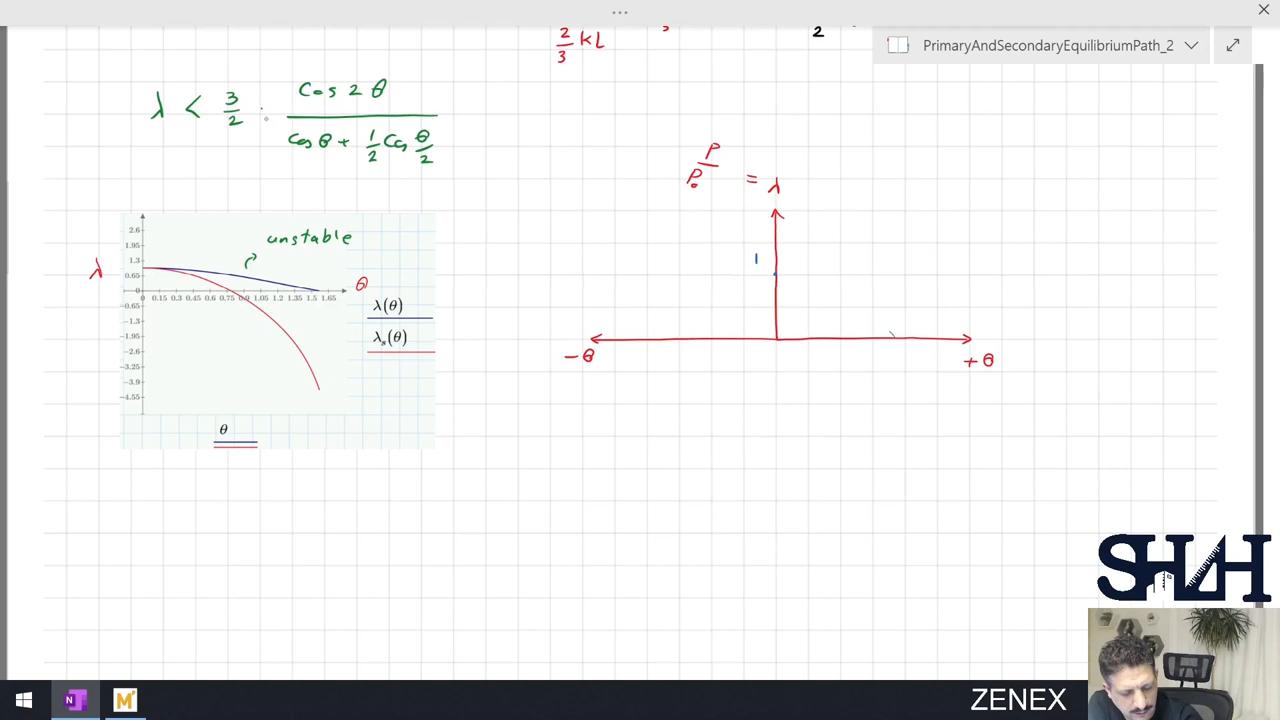 PrimaryAndSecondaryEquilibriumPath_2
2/3 kL
2
λ < 3/2 · cos 2θ / (cos θ + 1/2 cos θ/2)
P/P₀ = λ
2.6
1.95
1.3
0.65
0
-0.65
-1.3
-1.95
-2.6
-3.25
-3.9
-4.55
0 0.15 0.3 0.45 0.6 0.75 0.9 1.05 1.2 1.35 1.5 1.65
unstable
λ
θ
λ(θ)
λₛ(θ)
θ
1
-θ
+θ
SHZH
ZENEX